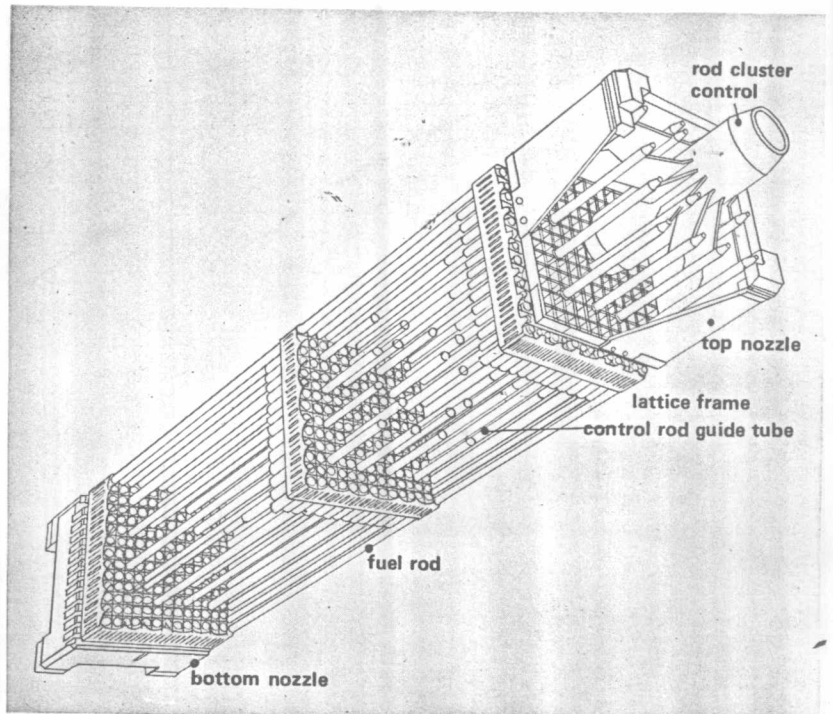 rod cluster
control
top nozzle
lattice frame
control rod guide tube
fuel rod
bottom nozzle